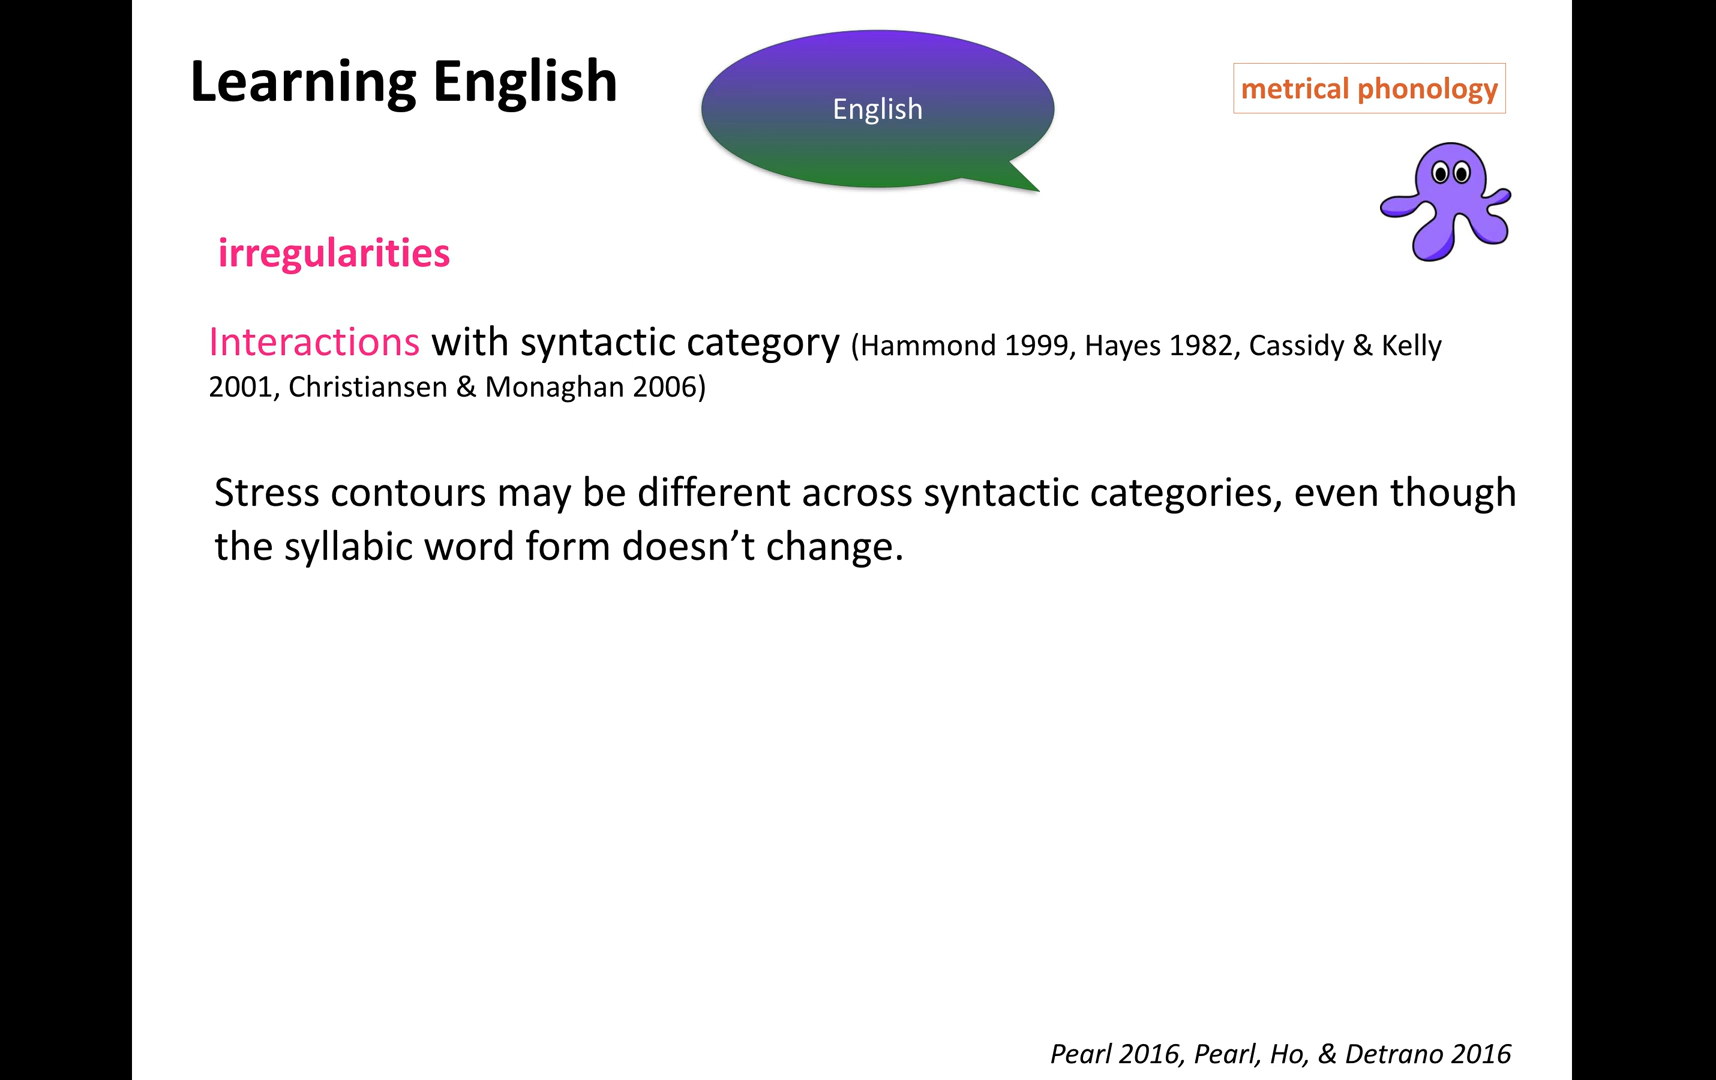 Learning English
English
metrical phonology
irregularities
Interactions with syntactic category (Hammond 1999, Hayes 1982, Cassidy & Kelly
2001, Christiansen & Monaghan 2006)
Stress contours may be different across syntactic categories, even though
the syllabic word form doesn’t change.
Pearl 2016, Pearl, Ho, & Detrano 2016